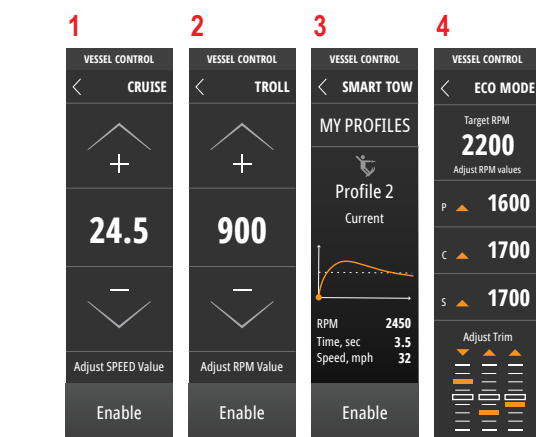 1
VESSEL CONTROL
CRUISE
+
24.5
−
Adjust SPEED Value
Enable
2
VESSEL CONTROL
TROLL
+
900
−
Adjust RPM Value
Enable
3
VESSEL CONTROL
SMART TOW
MY PROFILES
Profile 2
Current
RPM 2450
Time, sec 3.5
Speed, mph 32
Enable
4
VESSEL CONTROL
ECO MODE
Target RPM
2200
Adjust RPM values
P 1600
C 1700
S 1700
Adjust Trim